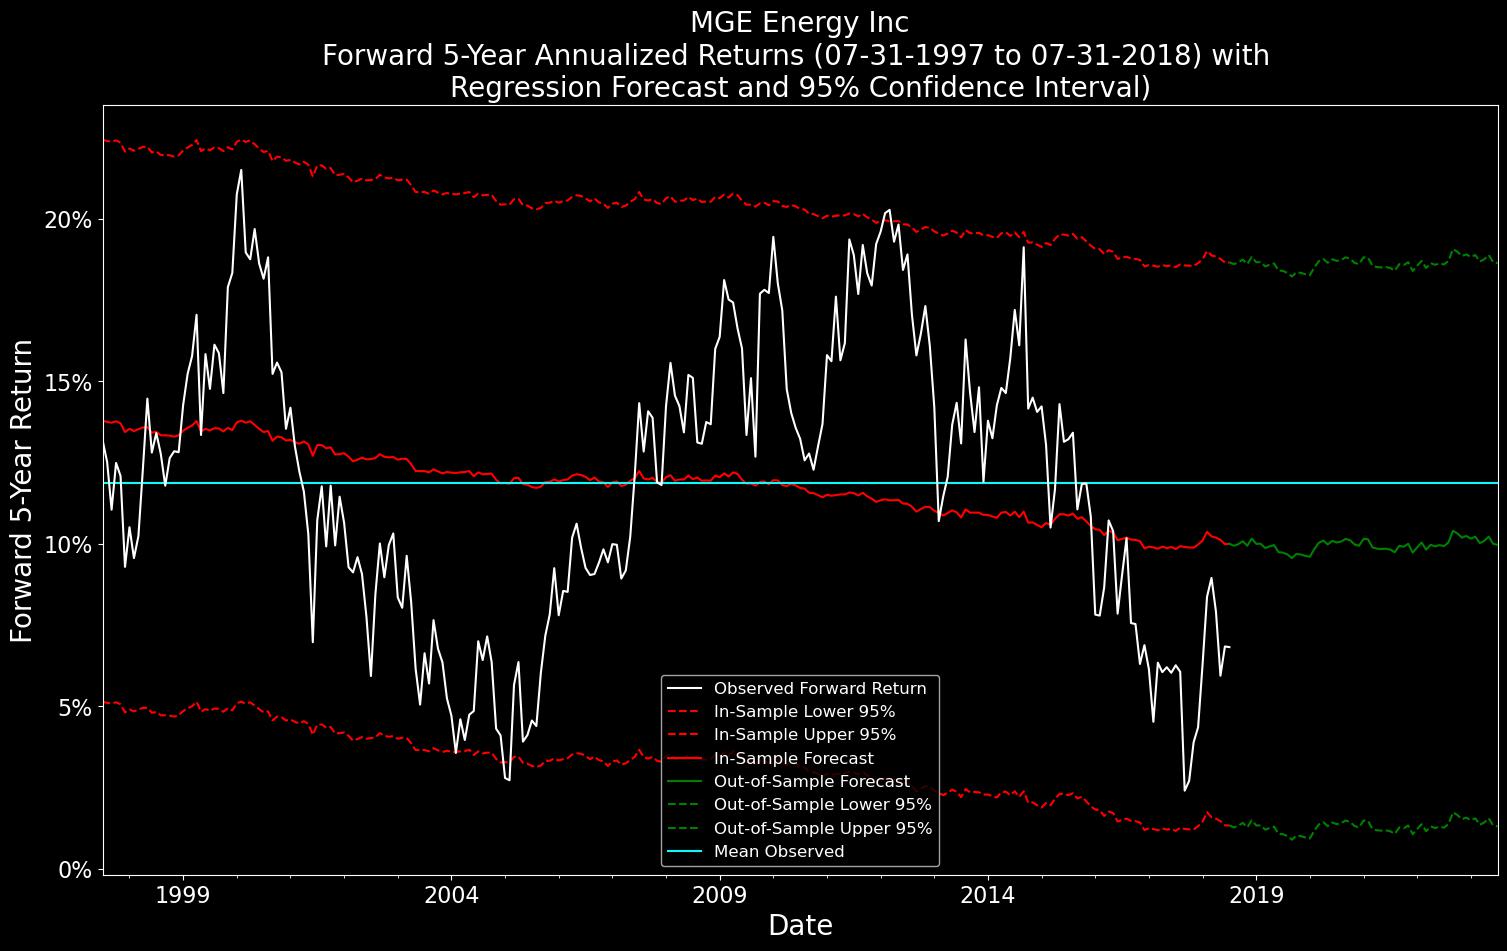 MGE Energy Inc
Forward 5-Year Annualized Returns (07-31-1997 to 07-31-2018) with
Regression Forecast and 95% Confidence Interval)
Forward 5-Year Return
20%
15%
10%
5%
0%
Observed Forward Return
In-Sample Lower 95%
In-Sample Upper 95%
In-Sample Forecast
Out-of-Sample Forecast
Out-of-Sample Lower 95%
Out-of-Sample Upper 95%
Mean Observed
1999 2004 2009 2014 2019
Date